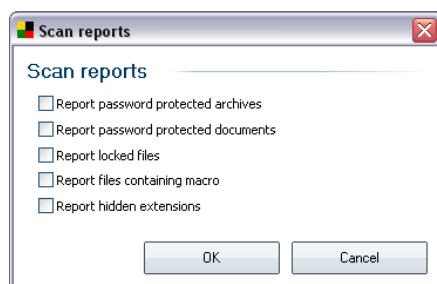 Scan reports
Scan reports
Report password protected archives
Report password protected documents
Report locked files
Report files containing macro
Report hidden extensions
OK
Cancel